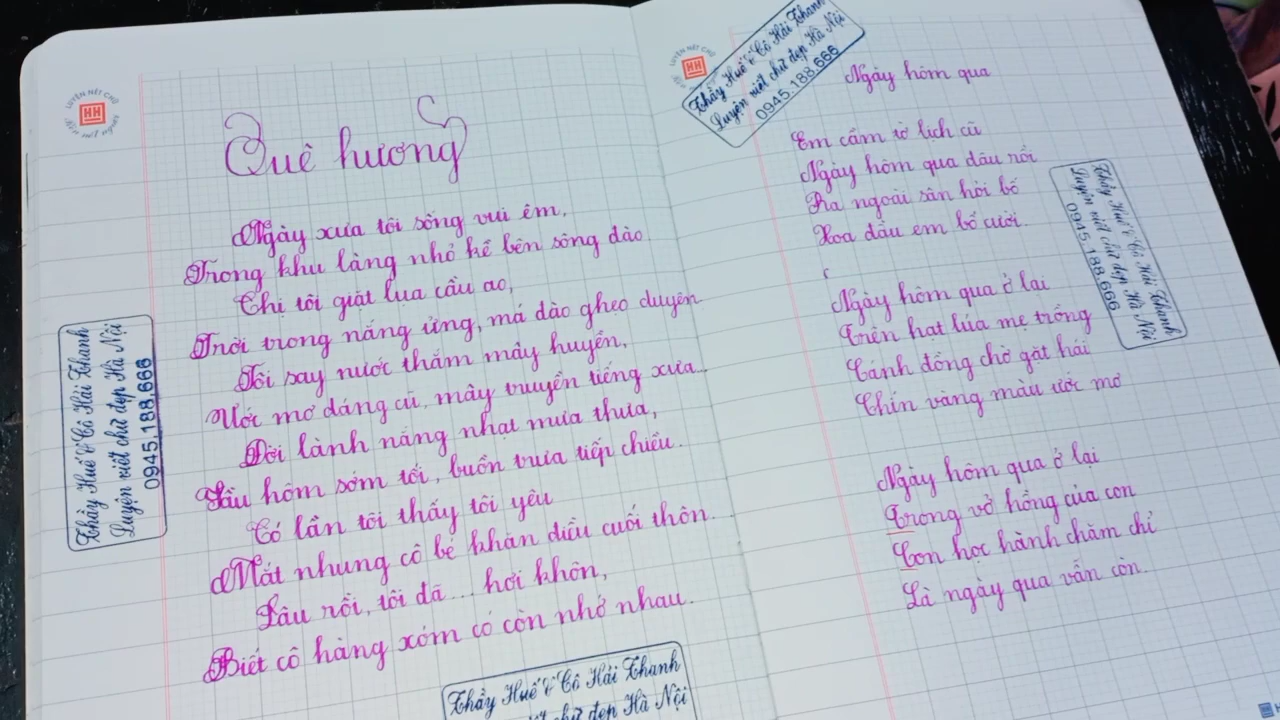 LUYỆN NÉT CHỮ
HH
Rèn nết người
Quê hương
Ngày xưa tôi sống vui êm,
Trong khu làng nhỏ kế bên sông đào
Chị tôi giặt lụa cầu ao,
Trời trong nắng ửng, má đào ghẹo duyên
Tôi say nước thắm mây huyền,
Ước mơ dáng cũ, mây truyền tiếng xưa...
Đời lành nắng nhạt mưa thưa,
Sầu hôm sớm tối, buồn trưa tiếp chiều.
Có lần tôi thấy tôi yêu
Mắt nhung cô bé khăn điều cuối thôn.
Lâu rồi, tôi đã... hơi khôn,
Biết cô hàng xóm có còn nhớ nhau.
Thầy Huế & Cô Hải Thanh
Luyện viết chữ đẹp Hà Nội
0945.188.666
Thầy Huế & Cô Hải Thanh
viết chữ đẹp Hà Nội
HH
Thầy Huế & Cô Hải Thanh
Luyện viết chữ đẹp Hà Nội
0945.188.666
Ngày hôm qua
Em cầm tờ lịch cũ
Ngày hôm qua đâu rồi
Ra ngoài sân hỏi bố
Xoa đầu em bố cười.
Ngày hôm qua ở lại
Trên hạt lúa mẹ trồng
Cánh đồng chờ gặt hái
Chín vàng màu ước mơ
Ngày hôm qua ở lại
Trong vở hồng của con
Con học hành chăm chỉ
Là ngày qua vẫn còn.
Thầy Huế & Cô Hải Thanh
Luyện viết chữ đẹp Hà Nội
0945.188.666